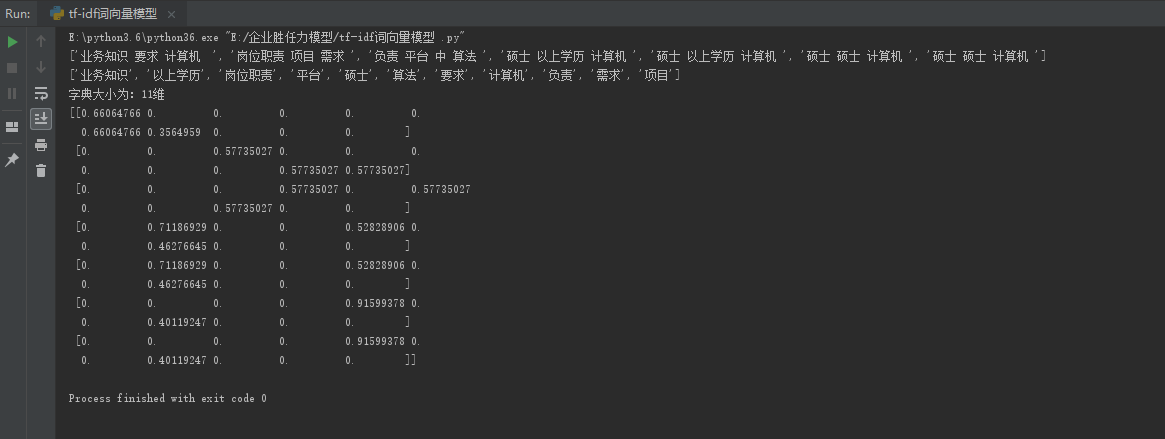 Run: tf-idf词向量模型 ×
E:\python3.6\python36.exe "E:/企业胜任力模型/tf-idf词向量模型 .py"
['业务知识 要求 计算机  ', '岗位职责 项目 需求 ', '负责 平台 中 算法 ', '硕士 以上学历 计算机 ', '硕士 以上学历 计算机 ', '硕士 硕士 计算机 ', '硕士 硕士 计算机 ']
['业务知识', '以上学历', '岗位职责', '平台', '硕士', '算法', '要求', '计算机', '负责', '需求', '项目']
字典大小为: 11维
[[0.66064766 0. 0. 0. 0. 0.
0.66064766 0.3564959 0. 0. 0. ]
[0. 0. 0.57735027 0. 0. 0.
0. 0. 0. 0.57735027 0.57735027]
[0. 0. 0. 0.57735027 0. 0.57735027
0. 0. 0.57735027 0. 0. ]
[0. 0.71186929 0. 0. 0.52828906 0.
0. 0.46276645 0. 0. 0. ]
[0. 0.71186929 0. 0. 0.52828906 0.
0. 0.46276645 0. 0. 0. ]
[0. 0. 0. 0. 0.91599378 0.
0. 0.40119247 0. 0. 0. ]
[0. 0. 0. 0. 0.91599378 0.
0. 0.40119247 0. 0. 0. ]]
Process finished with exit code 0